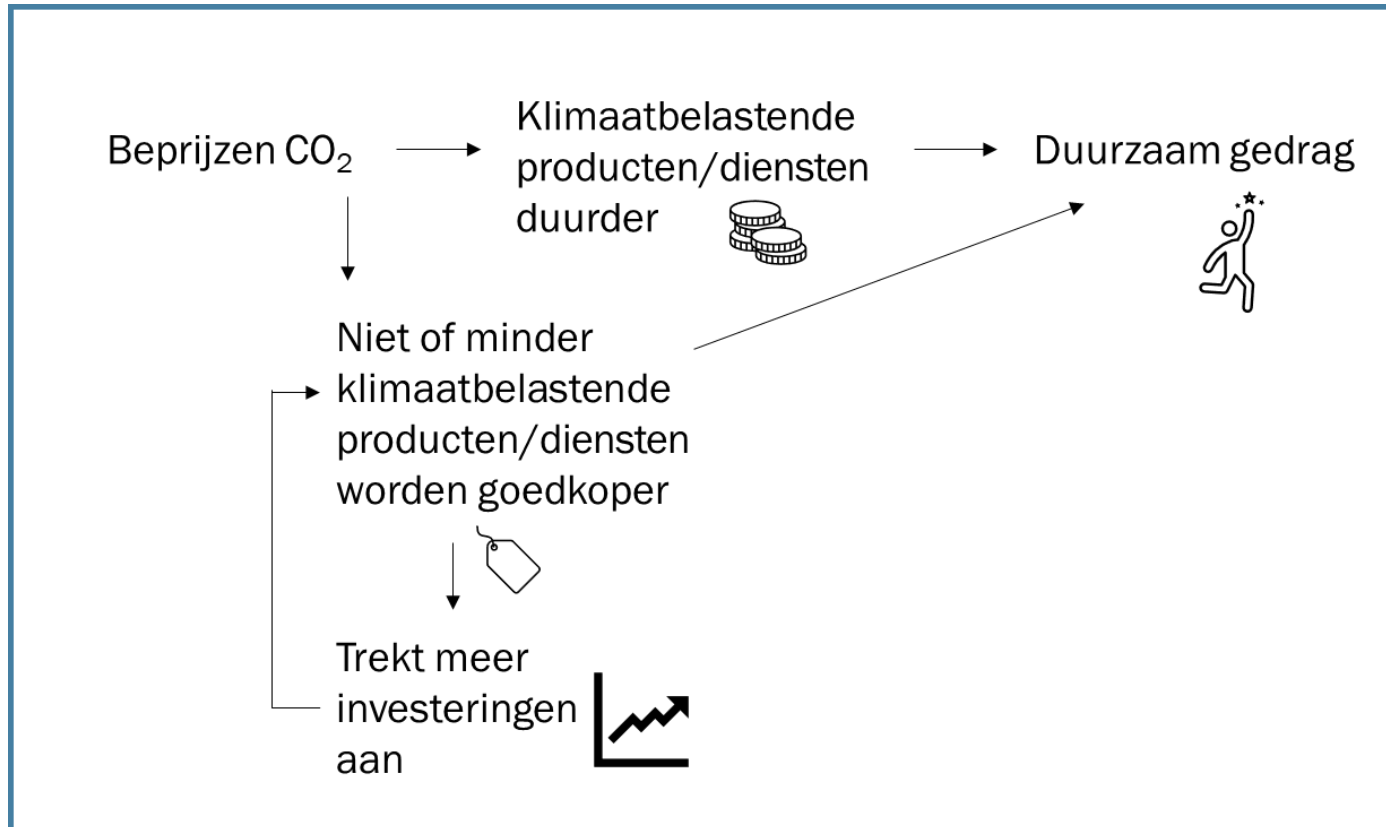 Beprijzen CO₂
Klimaatbelastende
producten/diensten
duurder
Duurzaam gedrag
Niet of minder
klimaatbelastende
producten/diensten
worden goedkoper
Trekt meer
investeringen
aan